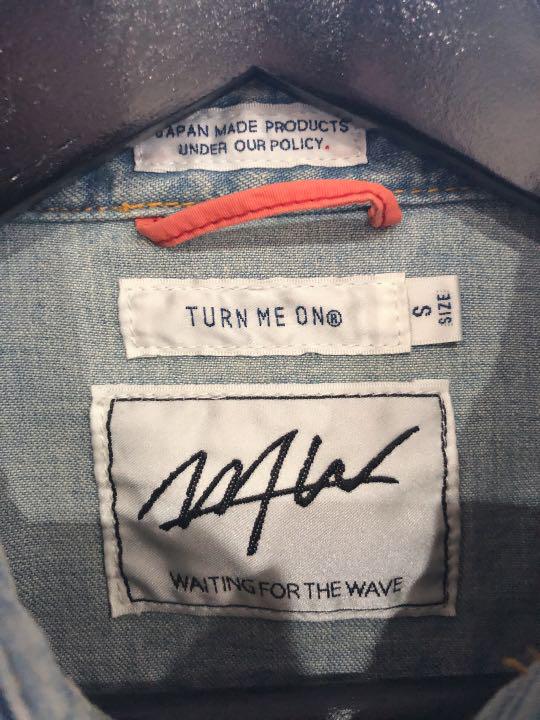 JAPAN MADE PRODUCTS
UNDER OUR POLICY.
TURN ME ON®
S
SIZE
WAITING FOR THE WAVE